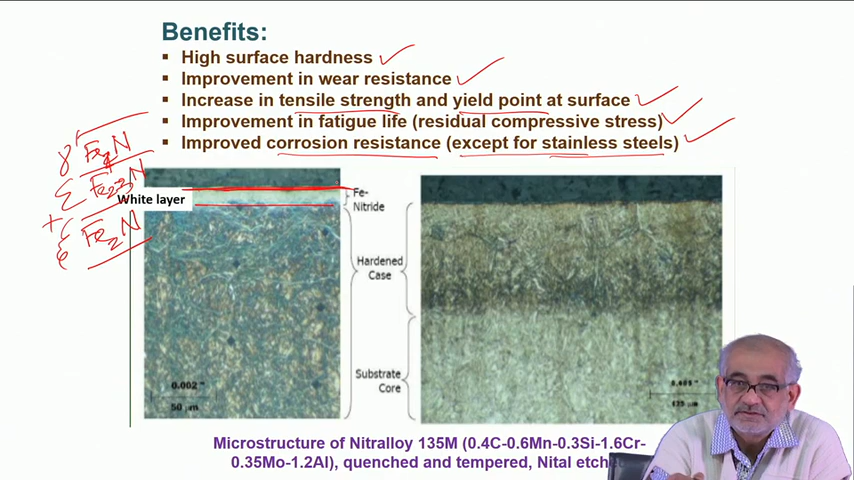 Benefits:
▪ High surface hardness
▪ Improvement in wear resistance
▪ Increase in tensile strength and yield point at surface
▪ Improvement in fatigue life (residual compressive stress)
▪ Improved corrosion resistance (except for stainless steels)
γ' Fe4N
Fe2-3N
Fe2N
White layer
Fe-
Nitride
Hardened
Case
Substrate
Core
0.002"
50 μm
Microstructure of Nitralloy 135M (0.4C-0.6Mn-0.3Si-1.6Cr-
0.35Mo-1.2Al), quenched and tempered, Nital